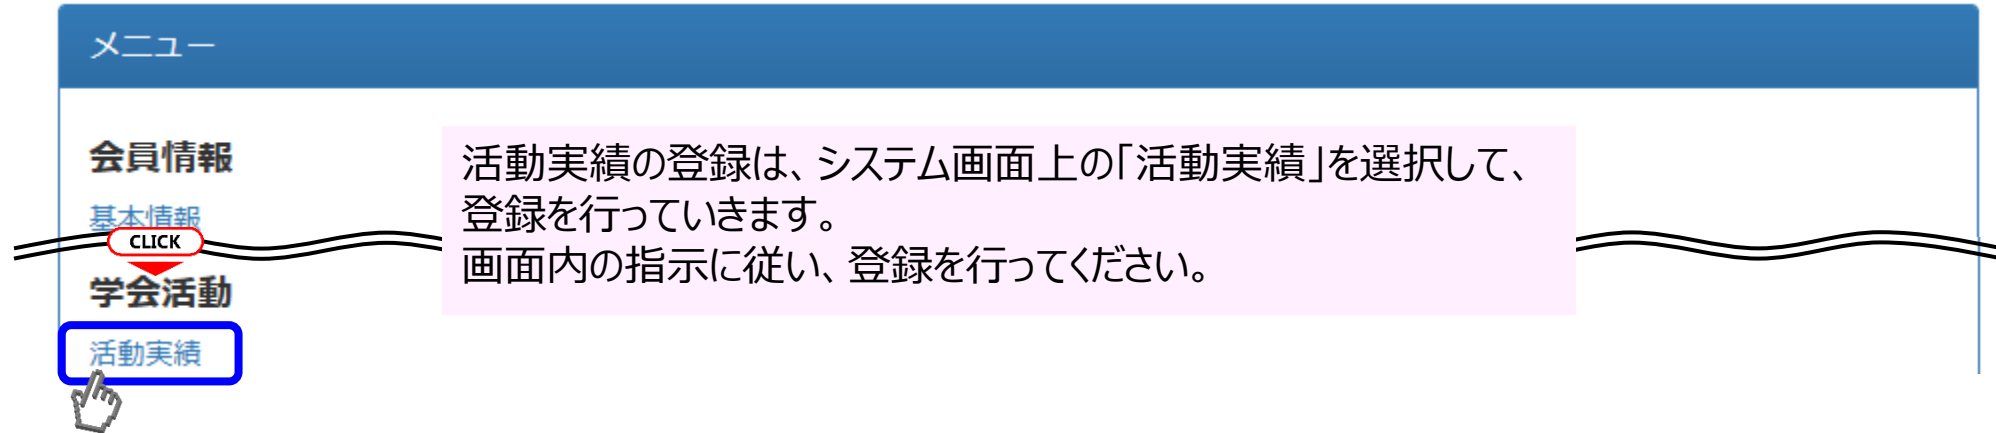 メニュー
会員情報
基本情報
CLICK
学会活動
活動実績
活動実績の登録は、システム画面上の「活動実績」を選択して、
登録を行っていきます。
画面内の指示に従い、登録を行ってください。